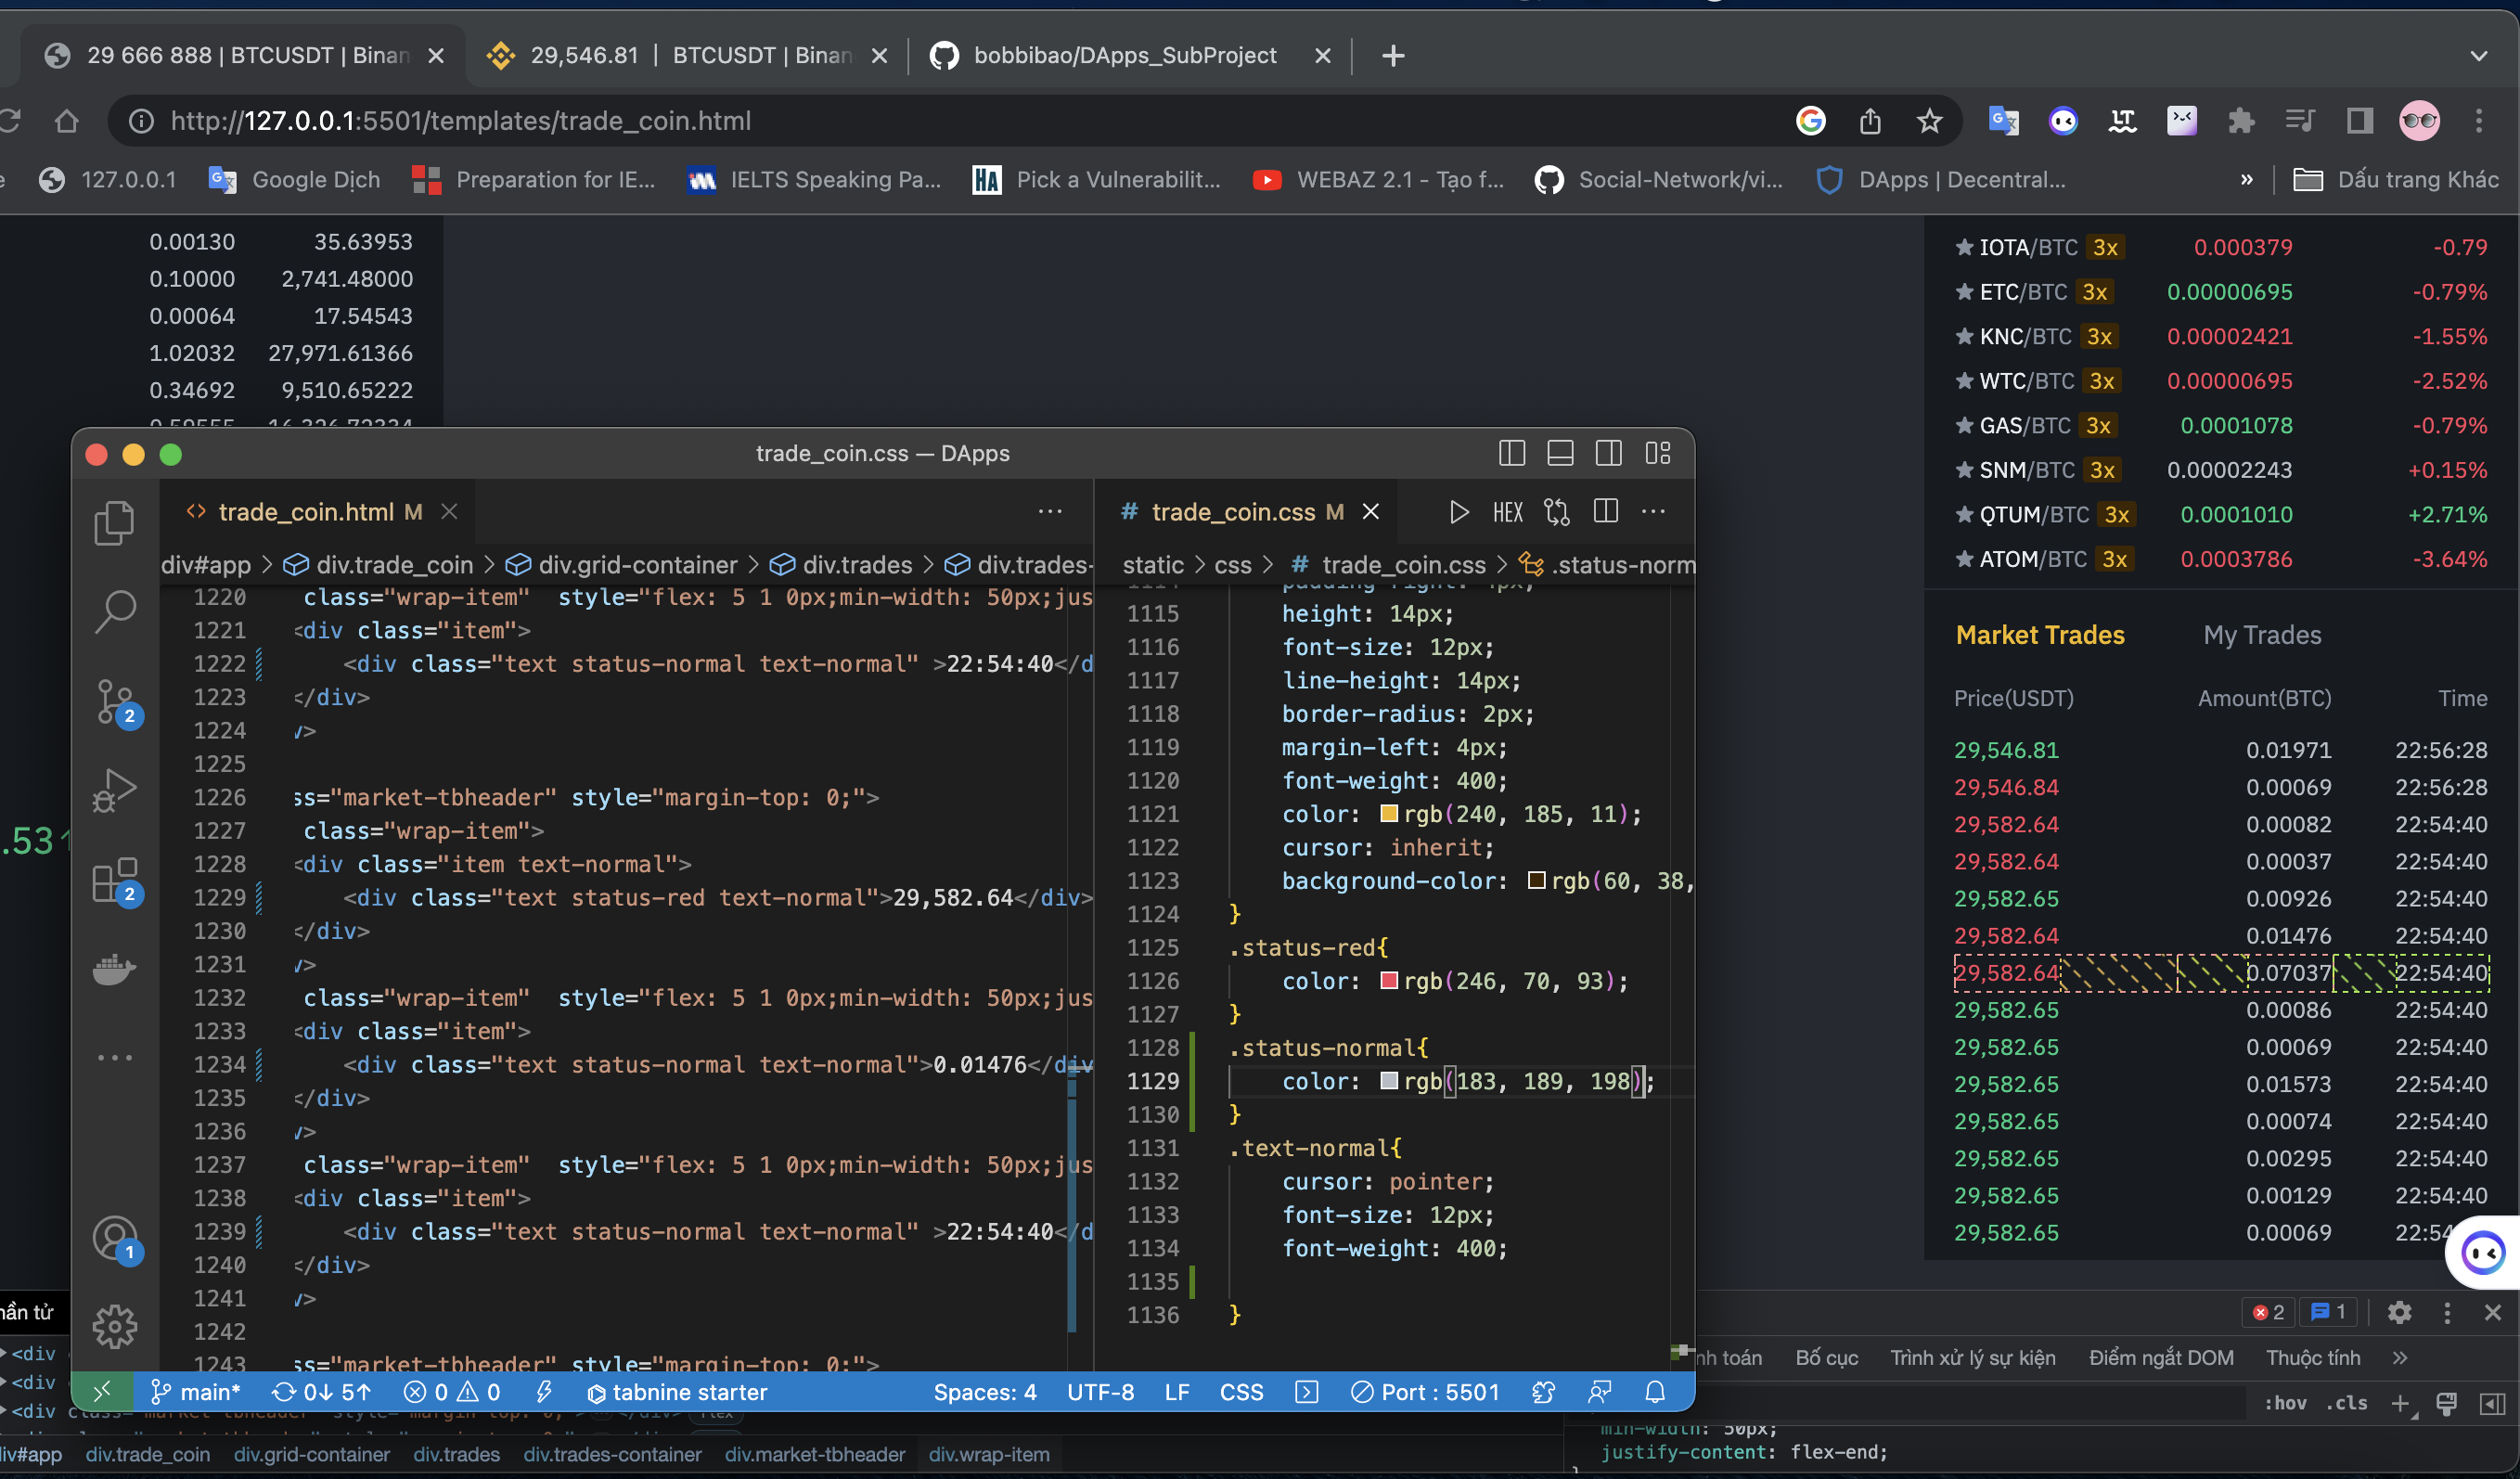 29 666 888 | BTCUSDT | Binan
29,546.81 | BTCUSDT | Binan
bobbibao/DApps_SubProject
http://127.0.0.1:5501/templates/trade_coin.html
127.0.0.1
Google Dịch
Preparation for IE...
IELTS Speaking Pa...
HA Pick a Vulnerabilit...
WEBAZ 2.1 - Tạo f...
Social-Network/vi...
DApps | Decentral...
»
Dấu trang Khác
0.00130 35.63953
0.10000 2,741.48000
0.00064 17.54543
1.02032 27,971.61366
0.34692 9,510.65222
.53↑
trade_coin.css — DApps
trade_coin.html M
div#app > div.trade_coin > div.grid-container > div.trades > div.trades-
1220 class="wrap-item" style="flex: 5 1 0px;min-width: 50px;jus
1221 <div class="item">
1222 <div class="text status-normal text-normal" >22:54:40</d
1223 </div>
1224 />
1225
1226 ss="market-tbheader" style="margin-top: 0;">
1227 class="wrap-item">
1228 <div class="item text-normal">
1229 <div class="text status-red text-normal">29,582.64</div>
1230 </div>
1231 />
1232 class="wrap-item" style="flex: 5 1 0px;min-width: 50px;jus
1233 <div class="item">
1234 <div class="text status-normal text-normal">0.01476</div
1235 </div>
1236 />
1237 class="wrap-item" style="flex: 5 1 0px;min-width: 50px;jus
1238 <div class="item">
1239 <div class="text status-normal text-normal" >22:54:40</d
1240 </div>
1241 />
1242
1243 ss="market-tbheader" style="margin-top: 0;">
# trade_coin.css M
HEX
static > css > # trade_coin.css > .status-norm
1115 height: 14px;
1116 font-size: 12px;
1117 line-height: 14px;
1118 border-radius: 2px;
1119 margin-left: 4px;
1120 font-weight: 400;
1121 color: rgb(240, 185, 11);
1122 cursor: inherit;
1123 background-color: rgb(60, 38,
1124 }
1125 .status-red{
1126 color: rgb(246, 70, 93);
1127 }
1128 .status-normal{
1129 color: rgb(183, 189, 198);
1130 }
1131 .text-normal{
1132 cursor: pointer;
1133 font-size: 12px;
1134 font-weight: 400;
1135
1136 }
2
2
1
main* 0↓ 5↑ 0 0 tabnine starter
Spaces: 4 UTF-8 LF CSS Port : 5501
IOTA/BTC 3x 0.000379 -0.79
ETC/BTC 3x 0.00000695 -0.79%
KNC/BTC 3x 0.00002421 -1.55%
WTC/BTC 3x 0.00000695 -2.52%
GAS/BTC 3x 0.0001078 -0.79%
SNM/BTC 3x 0.00002243 +0.15%
QTUM/BTC 3x 0.0001010 +2.71%
ATOM/BTC 3x 0.0003786 -3.64%
Market Trades My Trades
Price(USDT) Amount(BTC) Time
29,546.81 0.01971 22:56:28
29,546.84 0.00069 22:56:28
29,582.64 0.00082 22:54:40
29,582.64 0.00037 22:54:40
29,582.65 0.00926 22:54:40
29,582.64 0.01476 22:54:40
29,582.64 0.07037 22:54:40
29,582.65 0.00086 22:54:40
29,582.65 0.00069 22:54:40
29,582.65 0.01573 22:54:40
29,582.65 0.00074 22:54:40
29,582.65 0.00295 22:54:40
29,582.65 0.00129 22:54:40
29,582.65 0.00069 22:54
hần tử
2 1
nh toán Bố cục Trình xử lý sự kiện Điểm ngắt DOM Thuộc tính »
:hov .cls
<div
<div
min-width: 50px;
justify-content: flex-end;
iv#app div.trade_coin div.grid-container div.trades div.trades-container div.market-tbheader div.wrap-item